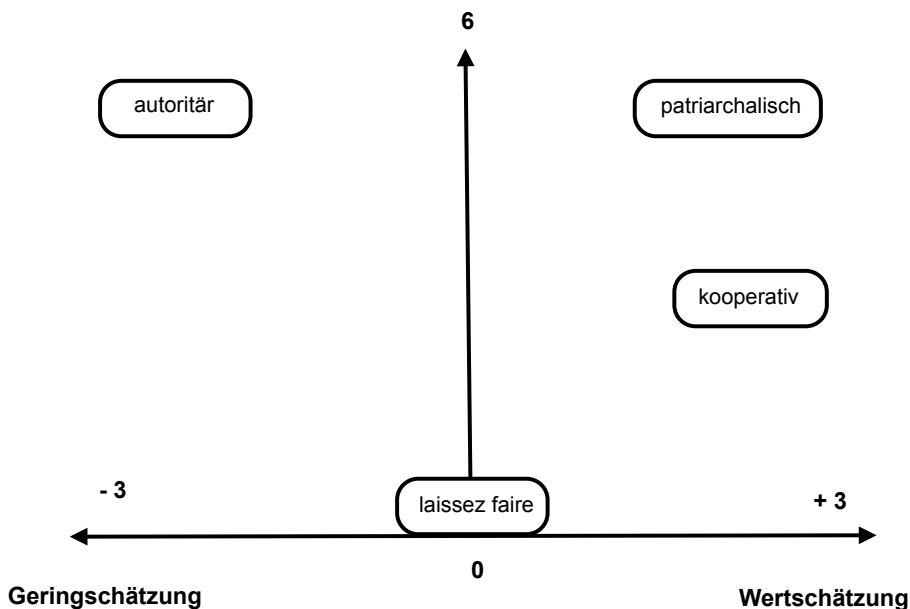 6
autoritär
patriarchalisch
kooperativ
- 3
laissez faire
+ 3
0
Geringschätzung
Wertschätzung